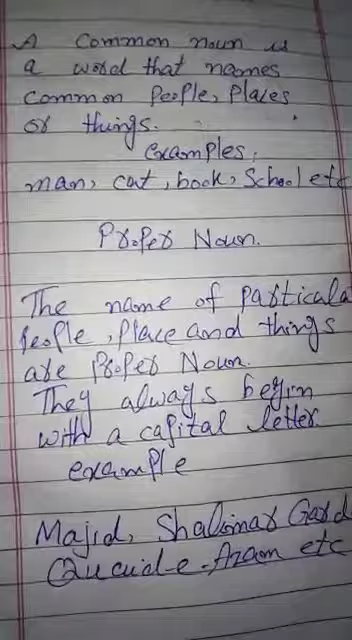 A common noun is
a word that names
common people, places
or things.
examples;
man, cat, book, School etc
Proper Noun.
The name of particula
people, place and things
are Proper Noun.
They always begin
with a capital letter
example
Majid, Shalimar Gard
Quaid-e-Azam etc